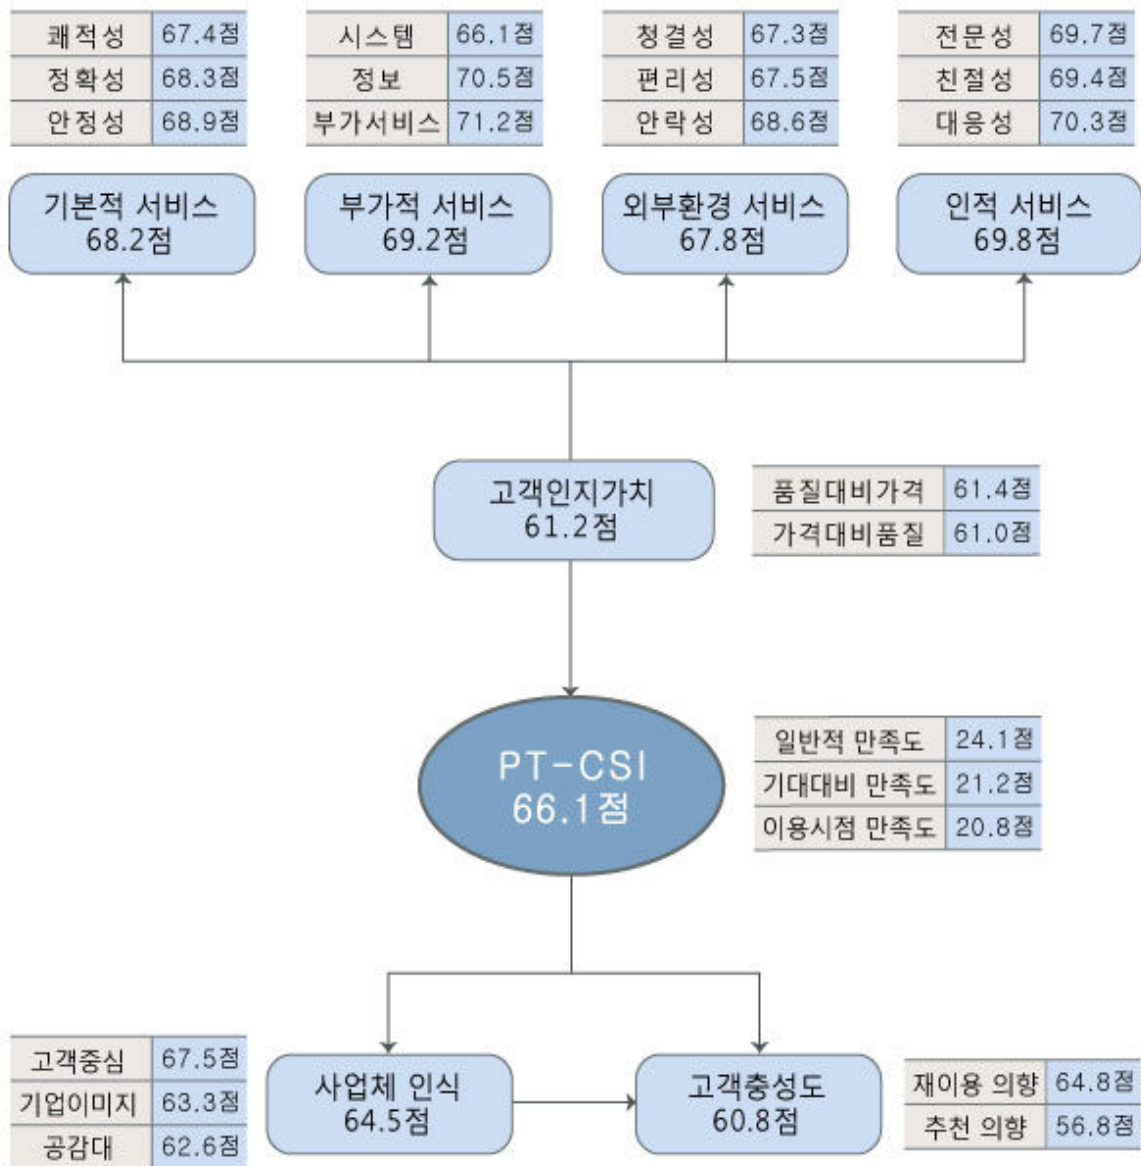 쾌적성 67.4점
정확성 68.3점
안정성 68.9점
시스템 66.1점
정보 70.5점
부가서비스 71.2점
청결성 67.3점
편리성 67.5점
안락성 68.6점
전문성 69.7점
친절성 69.4점
대응성 70.3점
기본적 서비스
68.2점
부가적 서비스
69.2점
외부환경 서비스
67.8점
인적 서비스
69.8점
고객인지가치
61.2점
품질대비가격 61.4점
가격대비품질 61.0점
PT-CSI
66.1점
일반적 만족도 24.1점
기대대비 만족도 21.2점
이용시점 만족도 20.8점
고객중심 67.5점
기업이미지 63.3점
공감대 62.6점
사업체 인식
64.5점
고객충성도
60.8점
재이용 의향 64.8점
추천 의향 56.8점